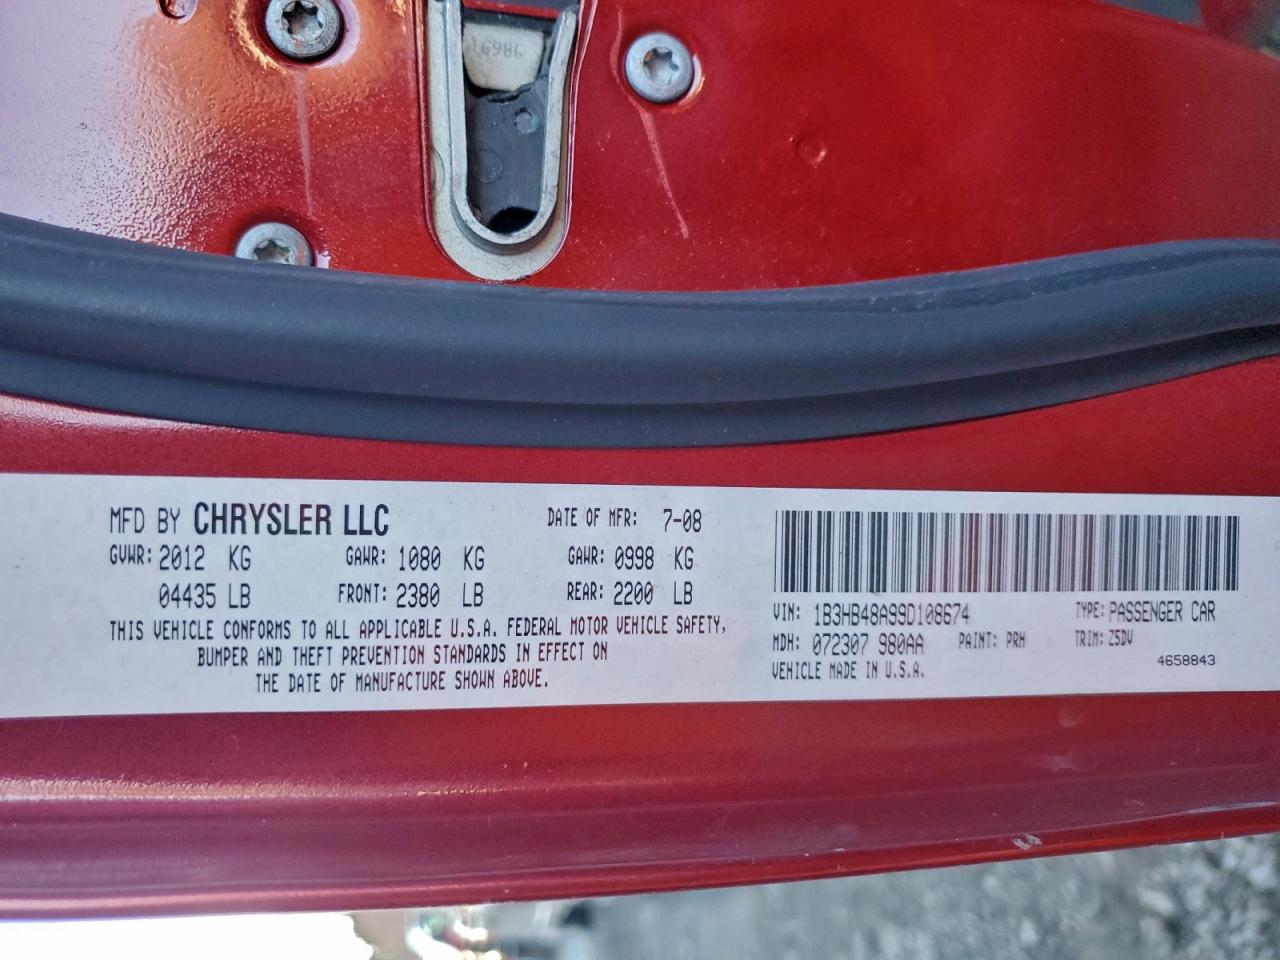 1698G
MFD BY CHRYSLER LLC DATE OF MFR: 7-08
GVWR: 2012 KG GAWR: 1080 KG GAWR: 0998 KG
04435 LB FRONT: 2380 LB REAR: 2200 LB
THIS VEHICLE CONFORMS TO ALL APPLICABLE U.S.A. FEDERAL MOTOR VEHICLE SAFETY,
BUMPER AND THEFT PREVENTION STANDARDS IN EFFECT ON
THE DATE OF MANUFACTURE SHOWN ABOVE.
VIN: 1B3HB48A99D108674 TYPE: PASSENGER CAR
MDH: 072307 980AA PAINT: PRH TRIM: Z5DV
VEHICLE MADE IN U.S.A. 4658843